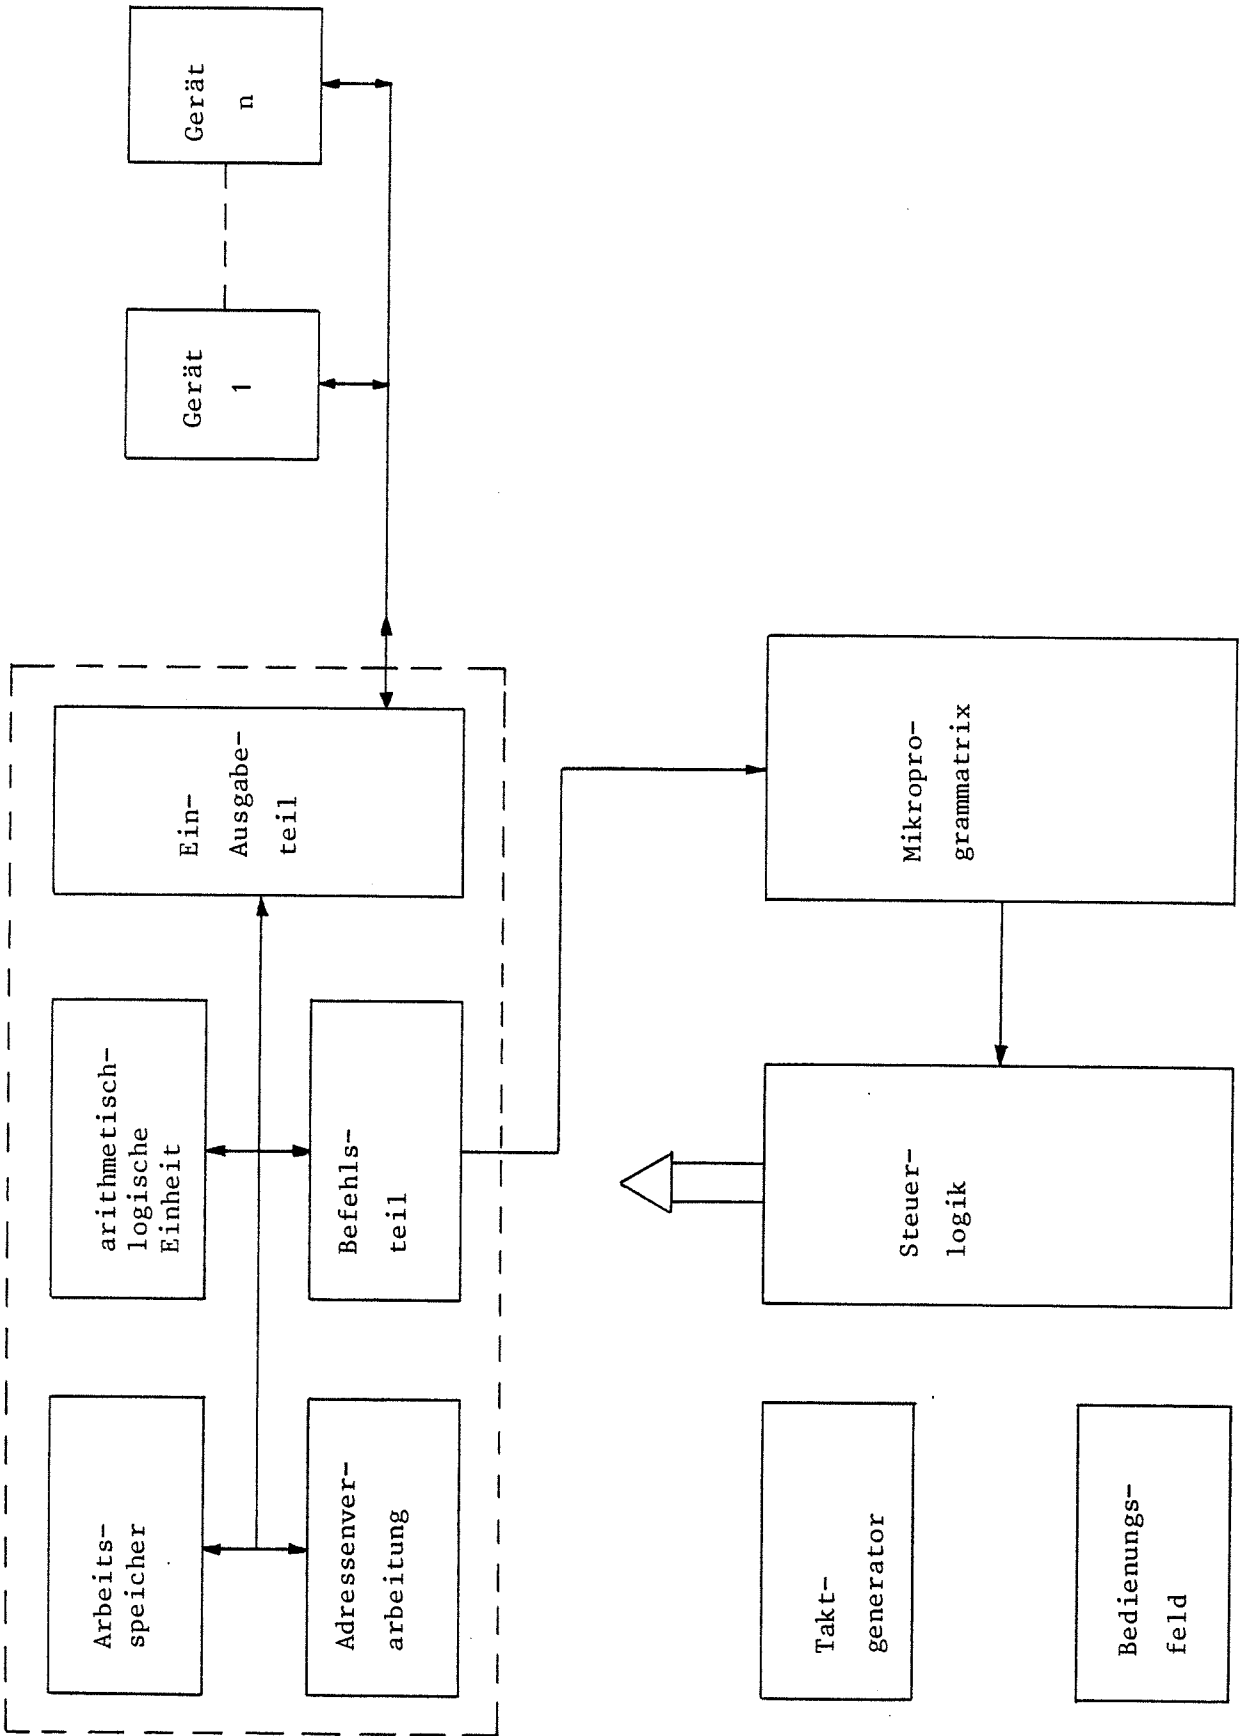 Arbeits-
speicher
arithmetisch-
logische
Einheit
Ein-
Ausgabe-
teil
Gerät
1
Gerät
n
Adressenver-
arbeitung
Befehls-
teil
Takt-
generator
Steuer-
logik
Mikropro-
grammatrix
Bedienungs-
feld